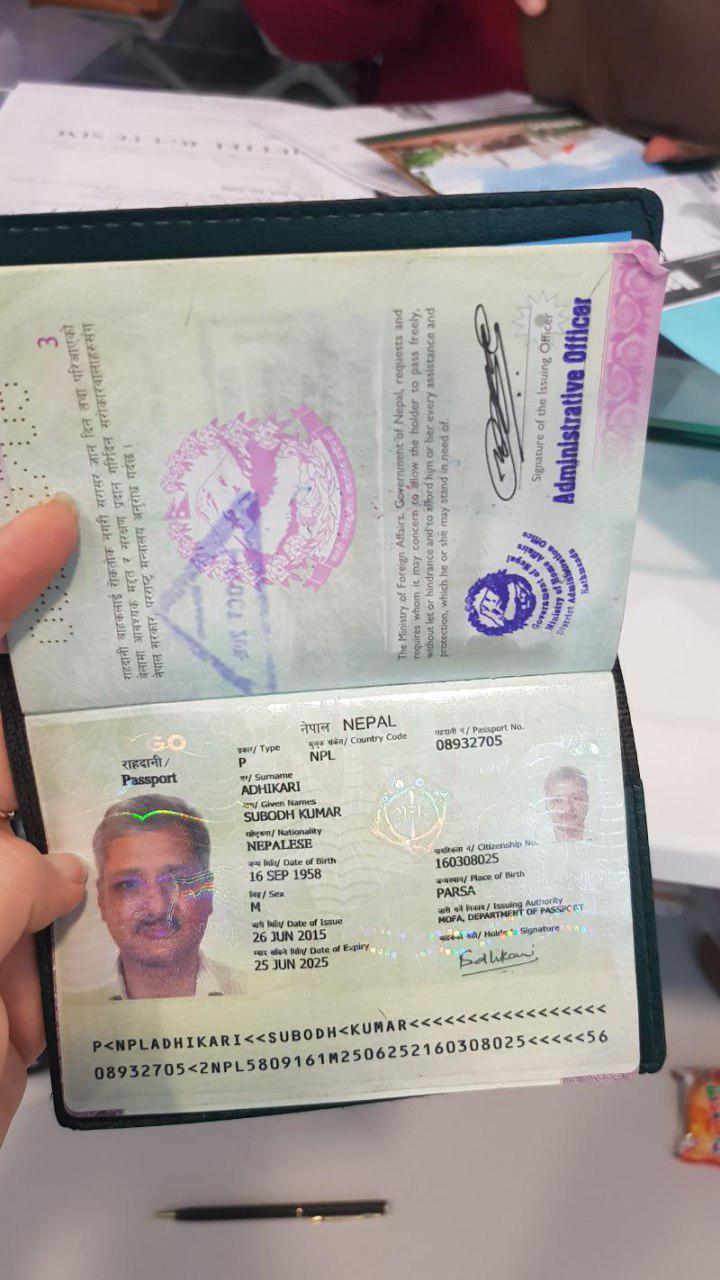 3
राहदानी वाहकलाई रोकतोक नगरी सरासर जान दिन तथा परिआएको
बेलामा आवश्यक मद्दत र संरक्षण प्रदान गरिदिन सरोकारवालाहरुसंग
नेपाल सरकार, परराष्ट्र मन्त्रालय अनुरोध गर्दछ ।
The Ministry of Foreign Affairs, Government of Nepal, requests and
requires whom it may concern to allow the holder to pass freely,
without let or hindrance and to afford him or her every assistance and
protection, which he or she may stand in need of.
Signature of the Issuing Officer
Administrative Officer
Government of Nepal
Ministry of Home Affairs
District Administration Office
Kathmandu
GO
राहदानी/
Passport
नेपाल NEPAL
प्रकार/ Type
P
मुलुक संकेत/ Country Code
NPL
राहदानी नं/ Passport No.
08932705
थर/ Surname
ADHIKARI
नाम/ Given Names
SUBODH KUMAR
राष्ट्रियता/ Nationality
NEPALESE
जन्म मिति/ Date of Birth
16 SEP 1958
लिङ्ग/ Sex
M
जारी मिति/ Date of Issue
26 JUN 2015
म्याद सकिने मिति/ Date of Expiry
25 JUN 2025
नागरिकता नं/ Citizenship No.
160308025
जन्मस्थान/ Place of Birth
PARSA
जारी गर्ने निकाय/ Issuing Authority
MOFA, DEPARTMENT OF PASSPORT
Holder's Signature
P<NPLADHIKARI<<SUBODH<KUMAR<<<<<<<<<<<<<<<<<
08932705<2NPL5809161M2506252160308025<<<<<56